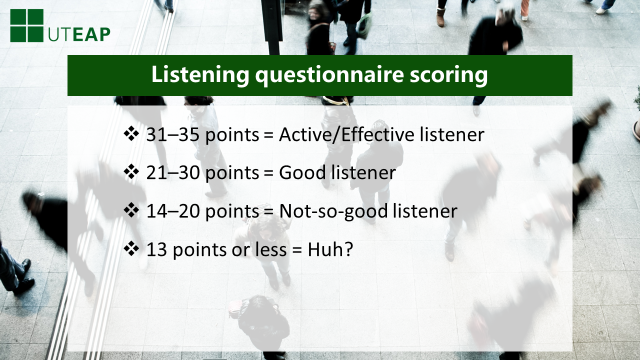 UTEAP
Listening questionnaire scoring
❖ 31–35 points = Active/Effective listener
❖ 21–30 points = Good listener
❖ 14–20 points = Not-so-good listener
❖ 13 points or less = Huh?